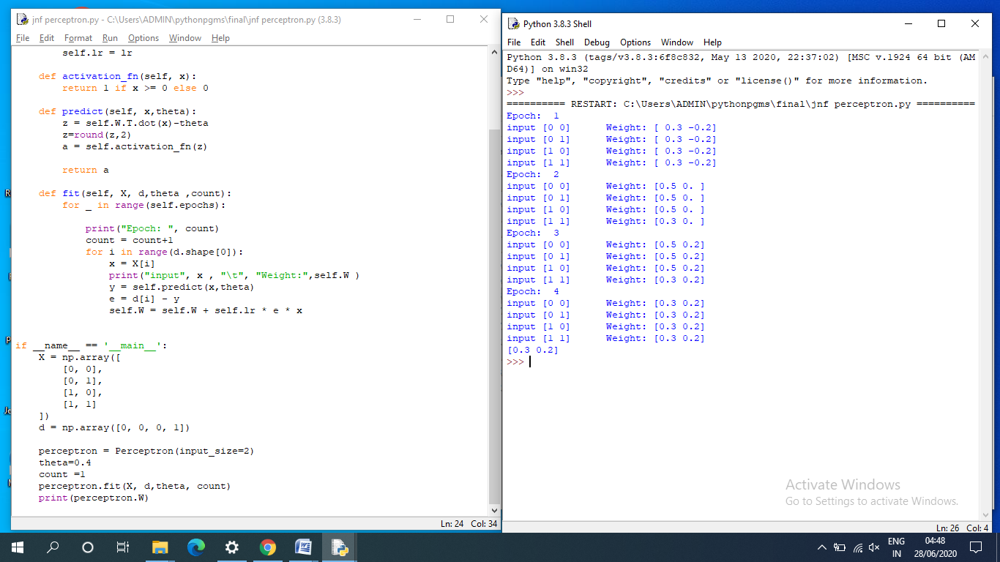 jnf perceptron.py - C:\Users\ADMIN\pythonpgms\final\jnf perceptron.py (3.8.3)
File Edit Format Run Options Window Help
self.lr = lr
def activation_fn(self, x):
return 1 if x >= 0 else 0
def predict(self, x,theta):
z = self.W.T.dot(x)-theta
z=round(z,2)
a = self.activation_fn(z)
return a
def fit(self, X, d,theta ,count):
for _ in range(self.epochs):
print("Epoch: ", count)
count = count+1
for i in range(d.shape[0]):
x = X[i]
print("input", x , "\t", "Weight:",self.W )
y = self.predict(x,theta)
e = d[i] - y
self.W = self.W + self.lr * e * x
if __name__ == '__main__':
X = np.array([
[0, 0],
[0, 1],
[1, 0],
[1, 1]
])
d = np.array([0, 0, 0, 1])
perceptron = Perceptron(input_size=2)
theta=0.4
count =1
perceptron.fit(X, d,theta, count)
print(perceptron.W)
Ln: 24 Col: 34
Python 3.8.3 Shell
File Edit Shell Debug Options Window Help
Python 3.8.3 (tags/v3.8.3:6f8c832, May 13 2020, 22:37:02) [MSC v.1924 64 bit (AM
D64)] on win32
Type "help", "copyright", "credits" or "license()" for more information.
>>>
========== RESTART: C:\Users\ADMIN\pythonpgms\final\jnf perceptron.py ==========
Epoch:  1
input [0 0] Weight: [ 0.3 -0.2]
input [0 1] Weight: [ 0.3 -0.2]
input [1 0] Weight: [ 0.3 -0.2]
input [1 1] Weight: [ 0.3 -0.2]
Epoch:  2
input [0 0] Weight: [0.5 0. ]
input [0 1] Weight: [0.5 0. ]
input [1 0] Weight: [0.5 0. ]
input [1 1] Weight: [0.3 0. ]
Epoch:  3
input [0 0] Weight: [0.5 0.2]
input [0 1] Weight: [0.5 0.2]
input [1 0] Weight: [0.5 0.2]
input [1 1] Weight: [0.3 0.2]
Epoch:  4
input [0 0] Weight: [0.3 0.2]
input [0 1] Weight: [0.3 0.2]
input [1 0] Weight: [0.3 0.2]
input [1 1] Weight: [0.3 0.2]
[0.3 0.2]
>>>
Activate Windows
Go to Settings to activate Windows.
Ln: 26 Col: 4
ENG
IN
04:48
28/06/2020